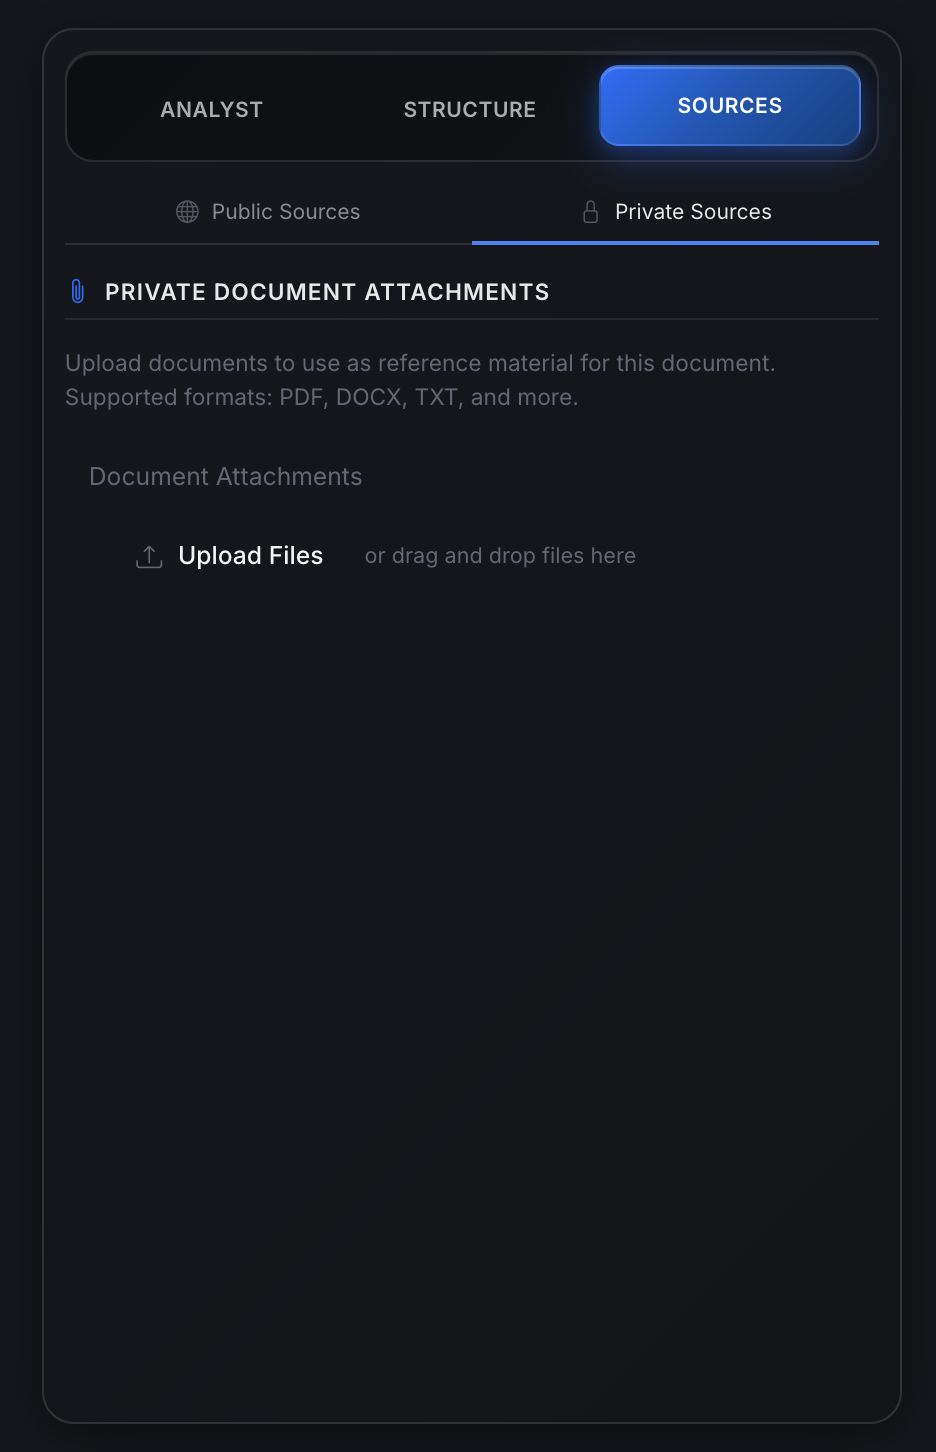 ANALYST STRUCTURE SOURCES
Public Sources Private Sources
PRIVATE DOCUMENT ATTACHMENTS
Upload documents to use as reference material for this document.
Supported formats: PDF, DOCX, TXT, and more.
Document Attachments
Upload Files or drag and drop files here